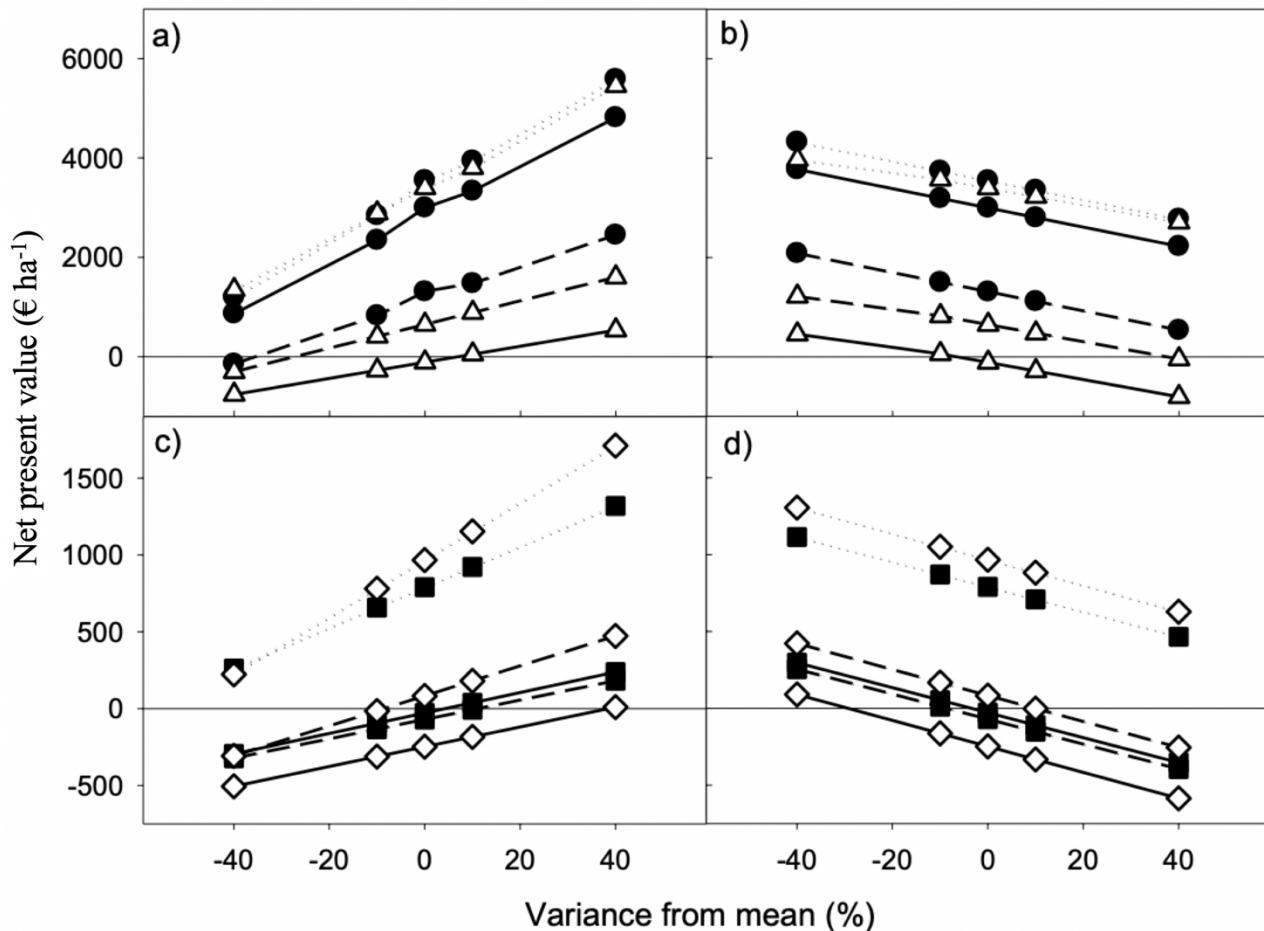 a)
b)
6000
4000
2000
0
c)
d)
1500
1000
500
0
-500
Net present value (€ ha⁻¹)
-40 -20 0 20 40 -40 -20 0 20 40
Variance from mean (%)